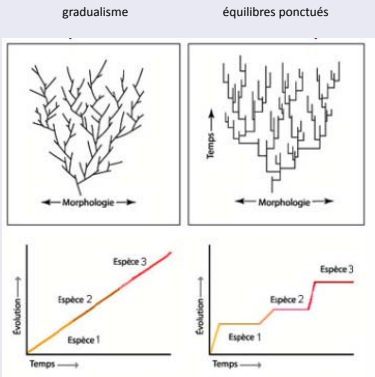 gradualisme
équilibres ponctués
Temps
Morphologie
Morphologie
Évolution
Espèce 3
Espèce 2
Espèce 1
Temps
Évolution
Espèce 3
Espèce 2
Espèce 1
Temps